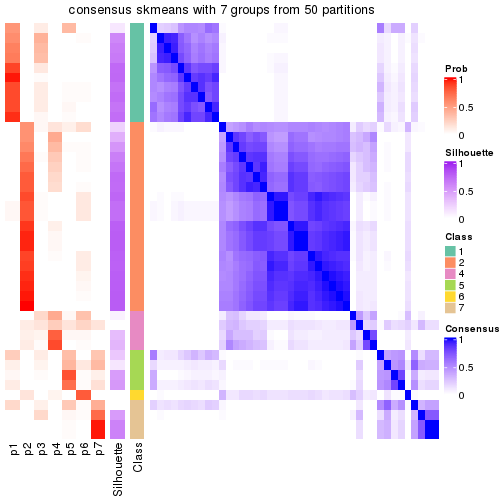 consensus skmeans with 7 groups from 50 partitions
p1
p2
p3
p4
p5
p6
p7
Silhouette
Class
Prob
1
0.5
0
Silhouette
1
0.5
0
Class
1
2
4
5
6
7
Consensus
1
0.5
0